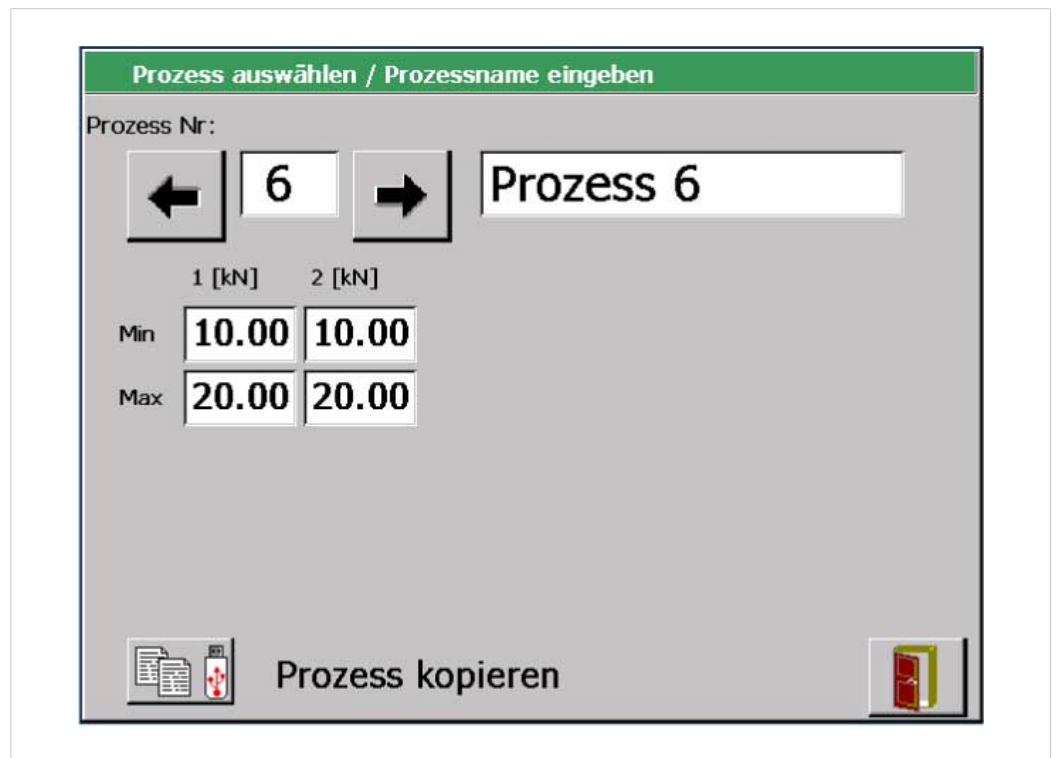 Prozess auswählen / Prozessname eingeben
Prozess Nr:
6 Prozess 6
1 [kN] 2 [kN]
Min 10.00 10.00
Max 20.00 20.00
Prozess kopieren